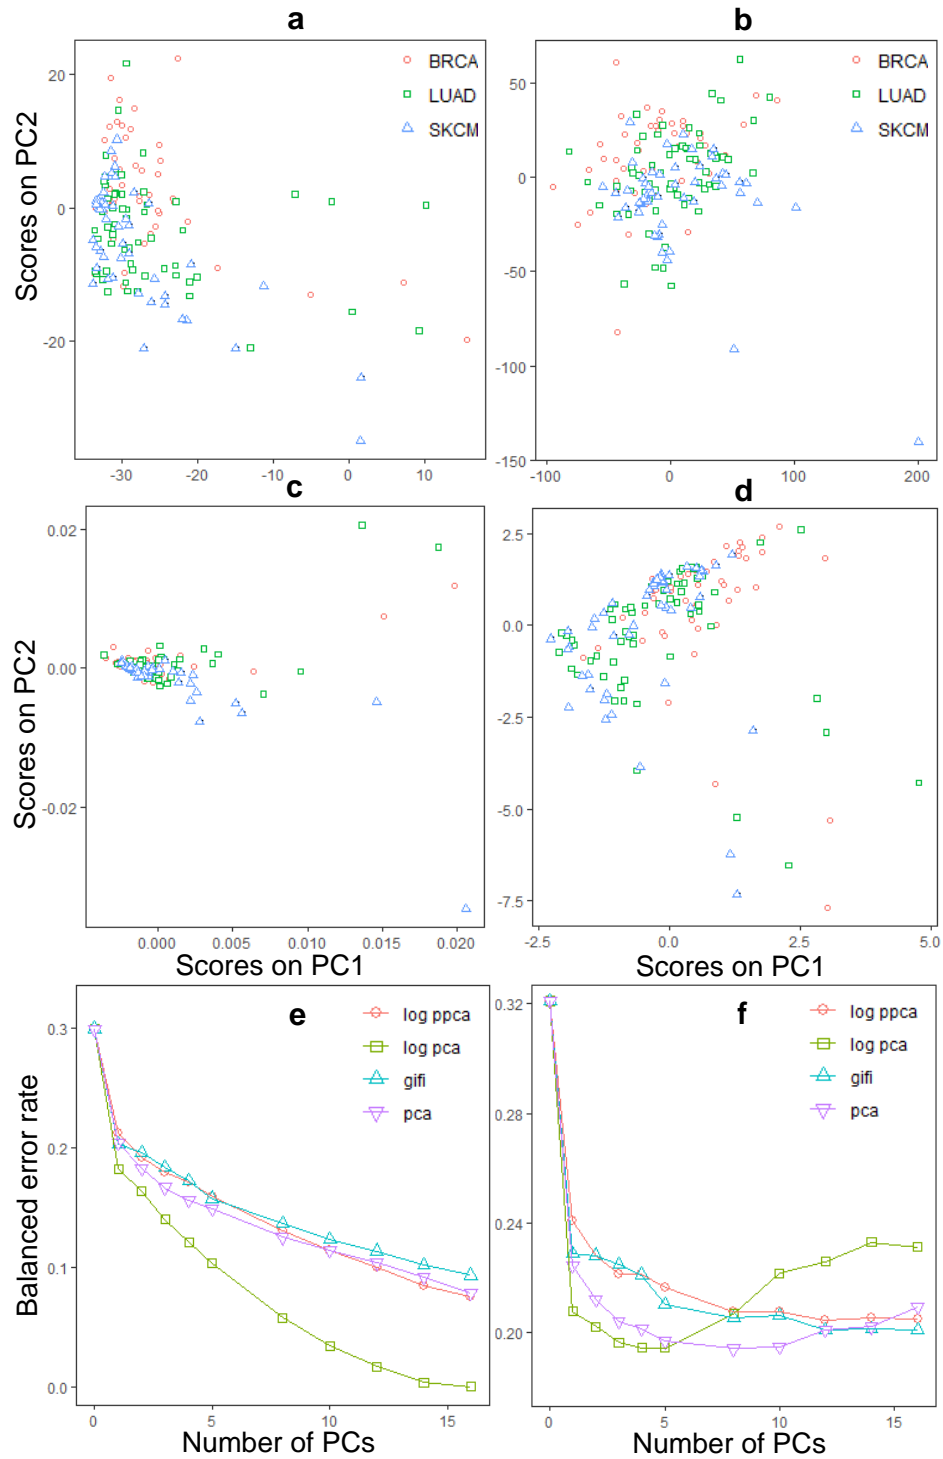 a
b
BRCA
LUAD
SKCM
BRCA
LUAD
SKCM
Scores on PC2
20
0
-20
50
0
-50
-100
-150
-30
-20
-10
0
10
-100
0
100
200
c
d
Scores on PC2
0.02
0.00
-0.02
2.5
0.0
-2.5
-5.0
-7.5
0.000
0.005
0.010
0.015
0.020
-2.5
0.0
2.5
5.0
Scores on PC1
Scores on PC1
e
f
log ppca
log pca
gifi
pca
log ppca
log pca
gifi
pca
Balanced error rate
0.3
0.2
0.1
0.0
0.32
0.28
0.24
0.20
0
5
10
15
0
5
10
15
Number of PCs
Number of PCs